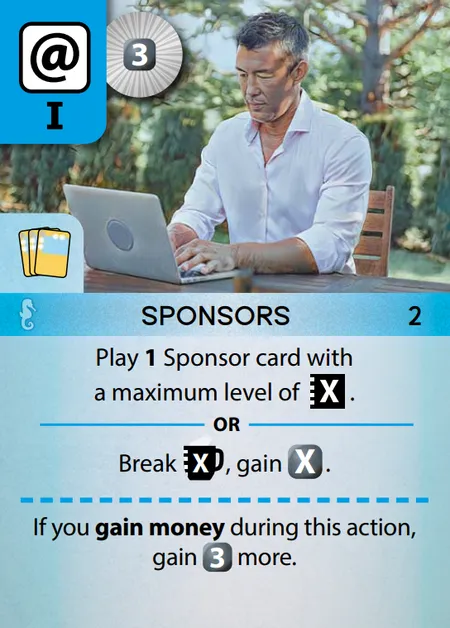 @
I
3
SPONSORS 2
Play 1 Sponsor card with
a maximum level of X .
OR
Break X , gain X .
If you gain money during this action,
gain 3 more.